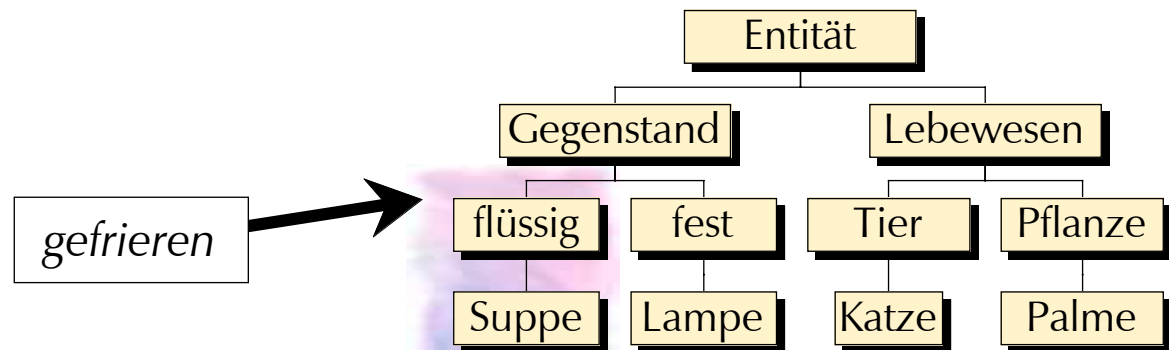 Entität
Gegenstand Lebewesen
gefrieren
flüssig fest Tier Pflanze
Suppe Lampe Katze Palme